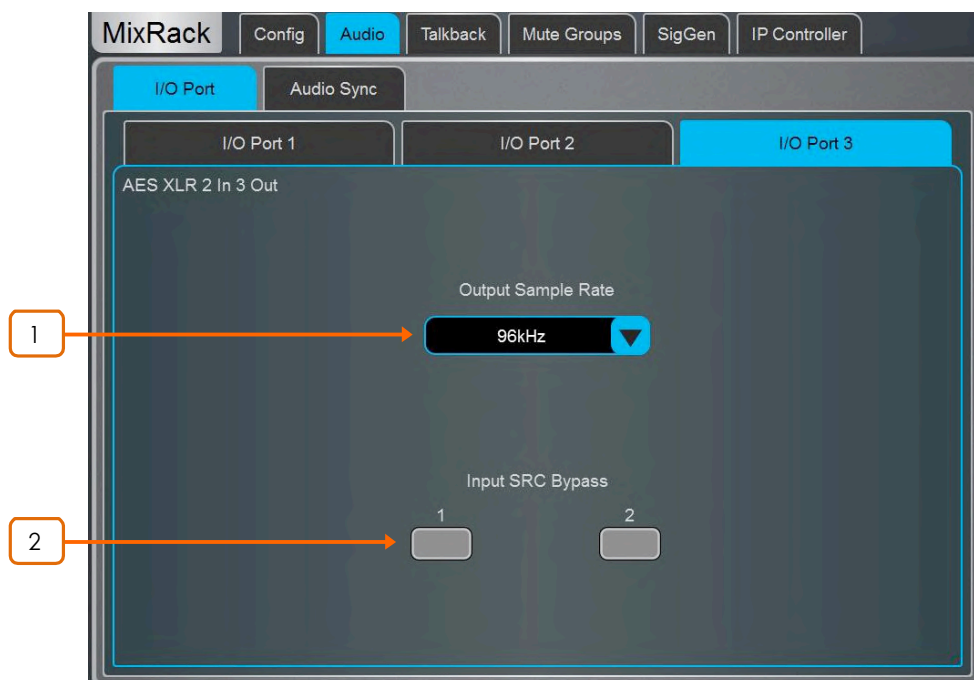 MixRack Config Audio Talkback Mute Groups SigGen IP Controller
I/O Port Audio Sync
I/O Port 1 I/O Port 2 I/O Port 3
AES XLR 2 In 3 Out
Output Sample Rate
1 96kHz
Input SRC Bypass
1 2
2